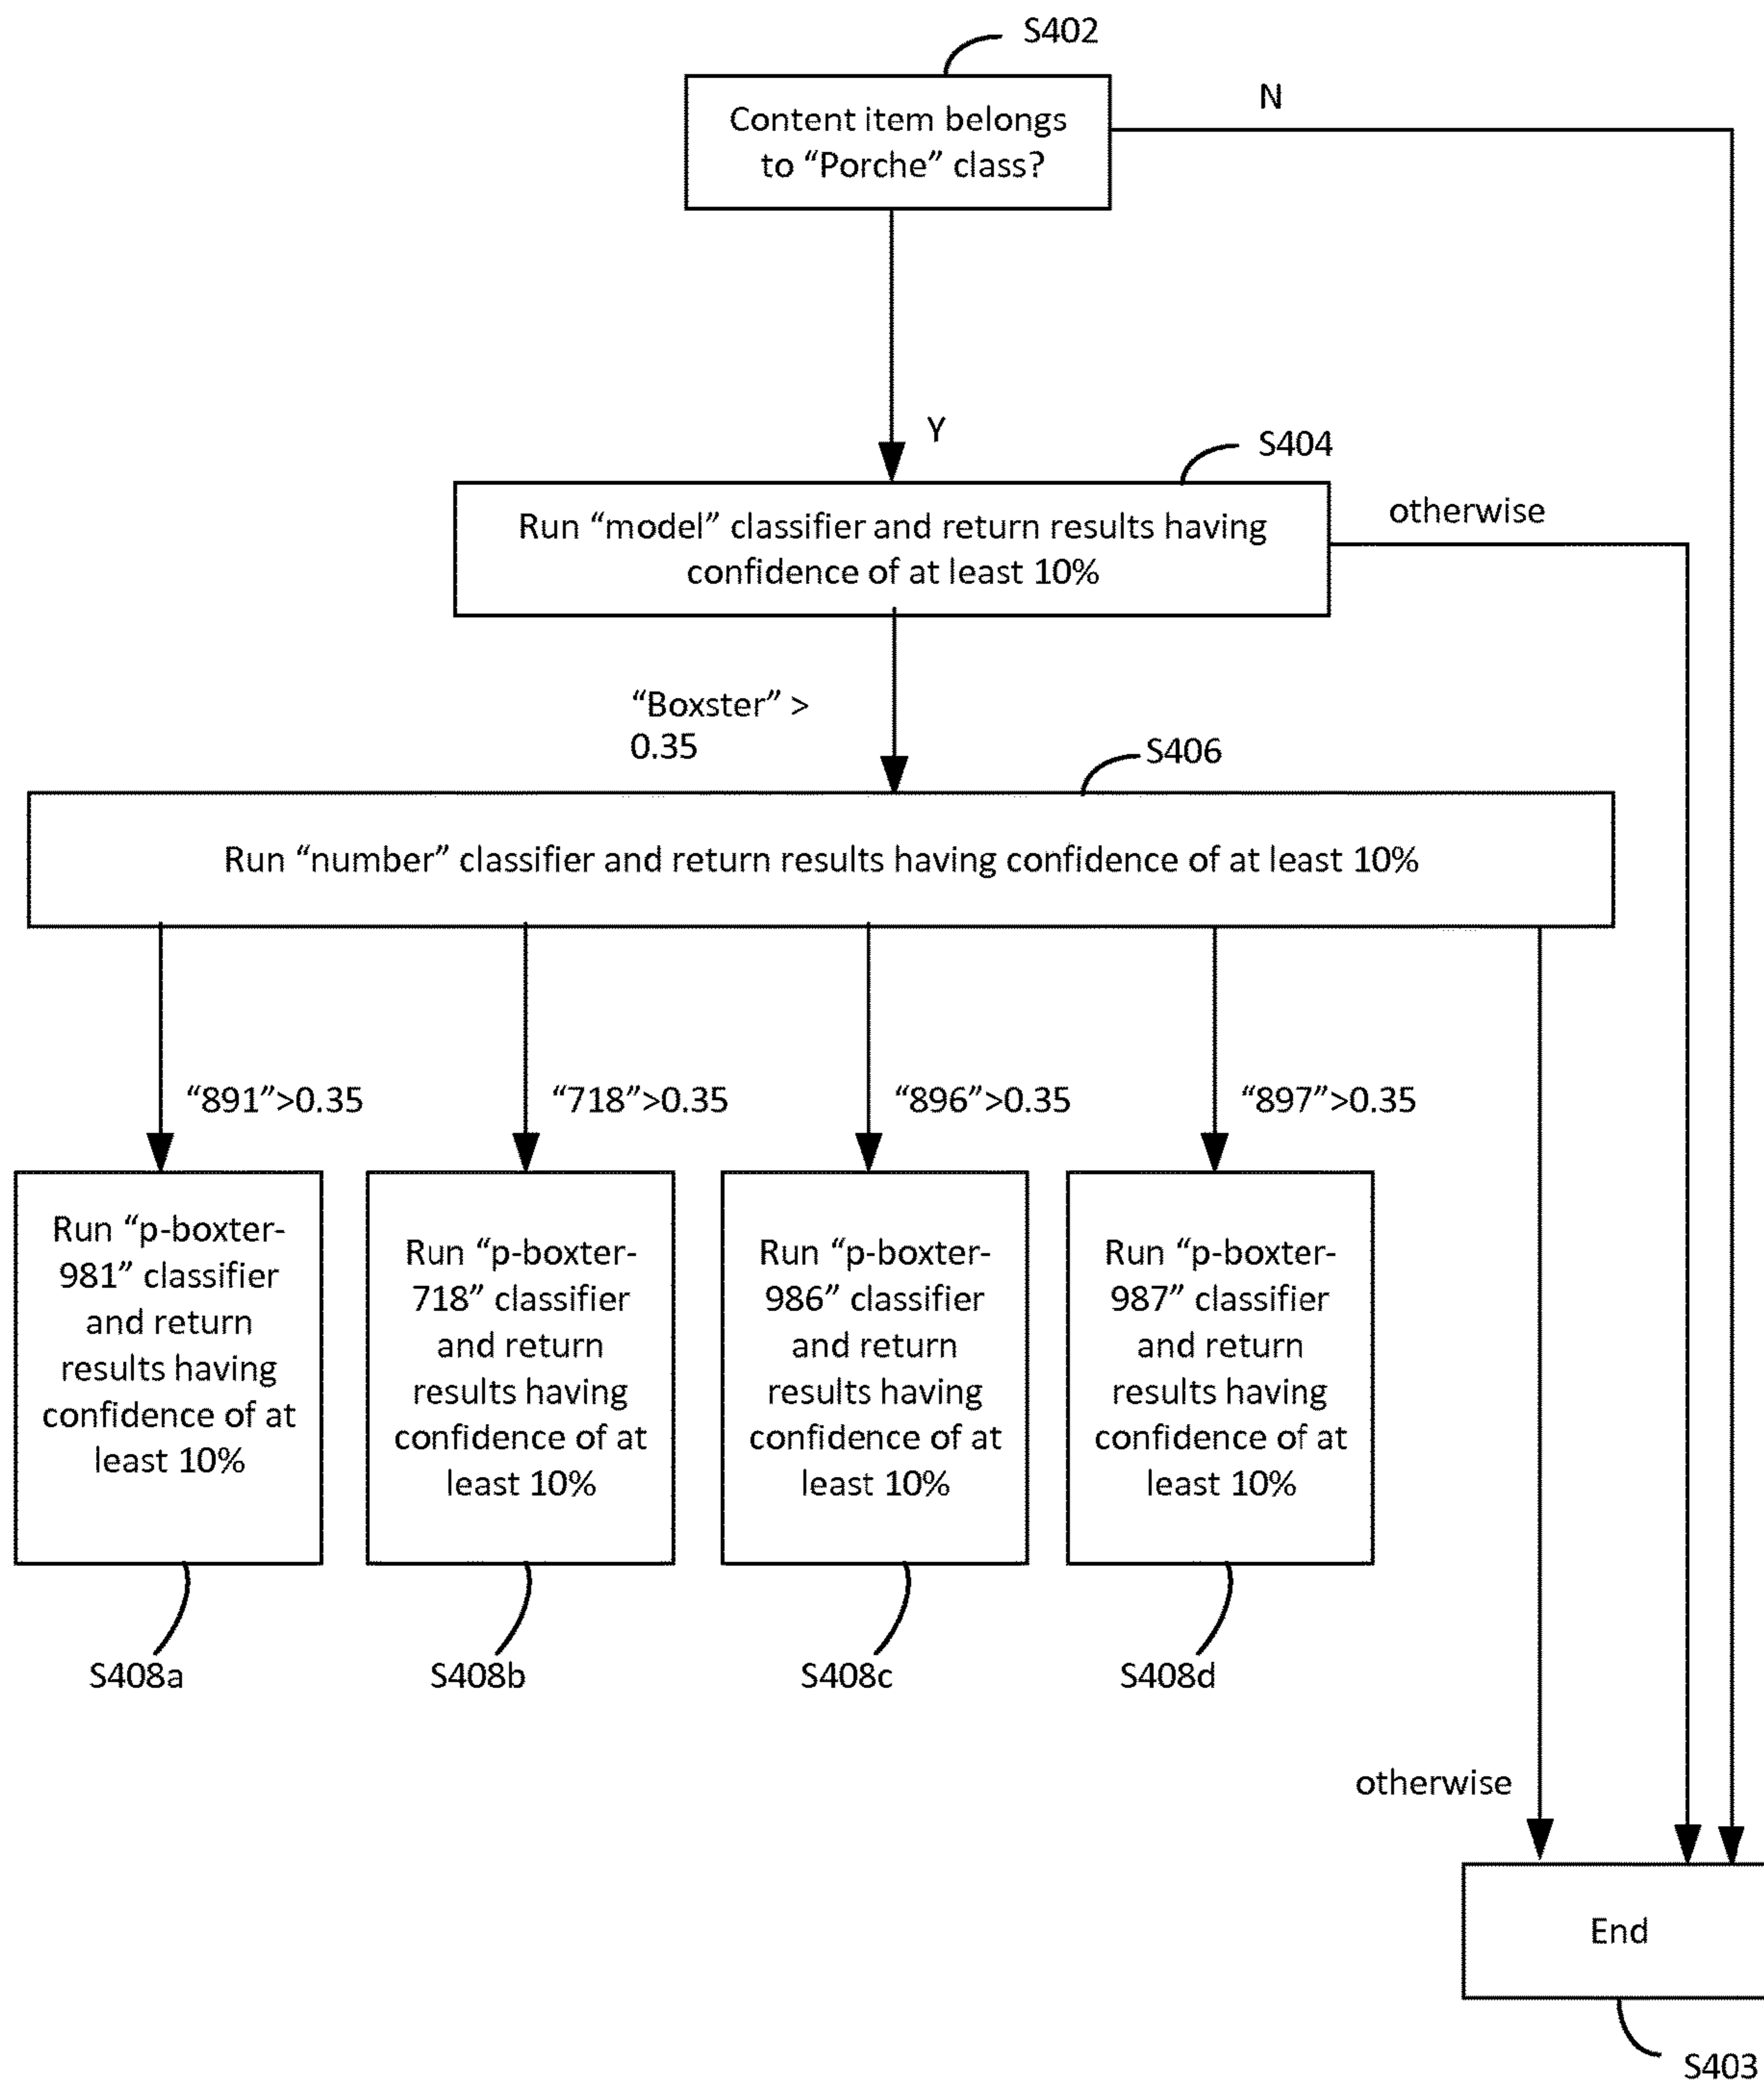 S402
N
Content item belongs
to “Porche” class?
Y
S404
otherwise
Run “model” classifier and return results having
confidence of at least 10%
“Boxster” >
0.35
S406
Run “number” classifier and return results having confidence of at least 10%
“891”>0.35
“718”>0.35
“896”>0.35
“897”>0.35
Run “p-boxter-
981” classifier
and return
results having
confidence of at
least 10%
Run “p-boxter-
718” classifier
and return
results having
confidence of at
least 10%
Run “p-boxter-
986” classifier
and return
results having
confidence of at
least 10%
Run “p-boxter-
987” classifier
and return
results having
confidence of at
least 10%
S408a
S408b
S408c
S408d
otherwise
End
S403